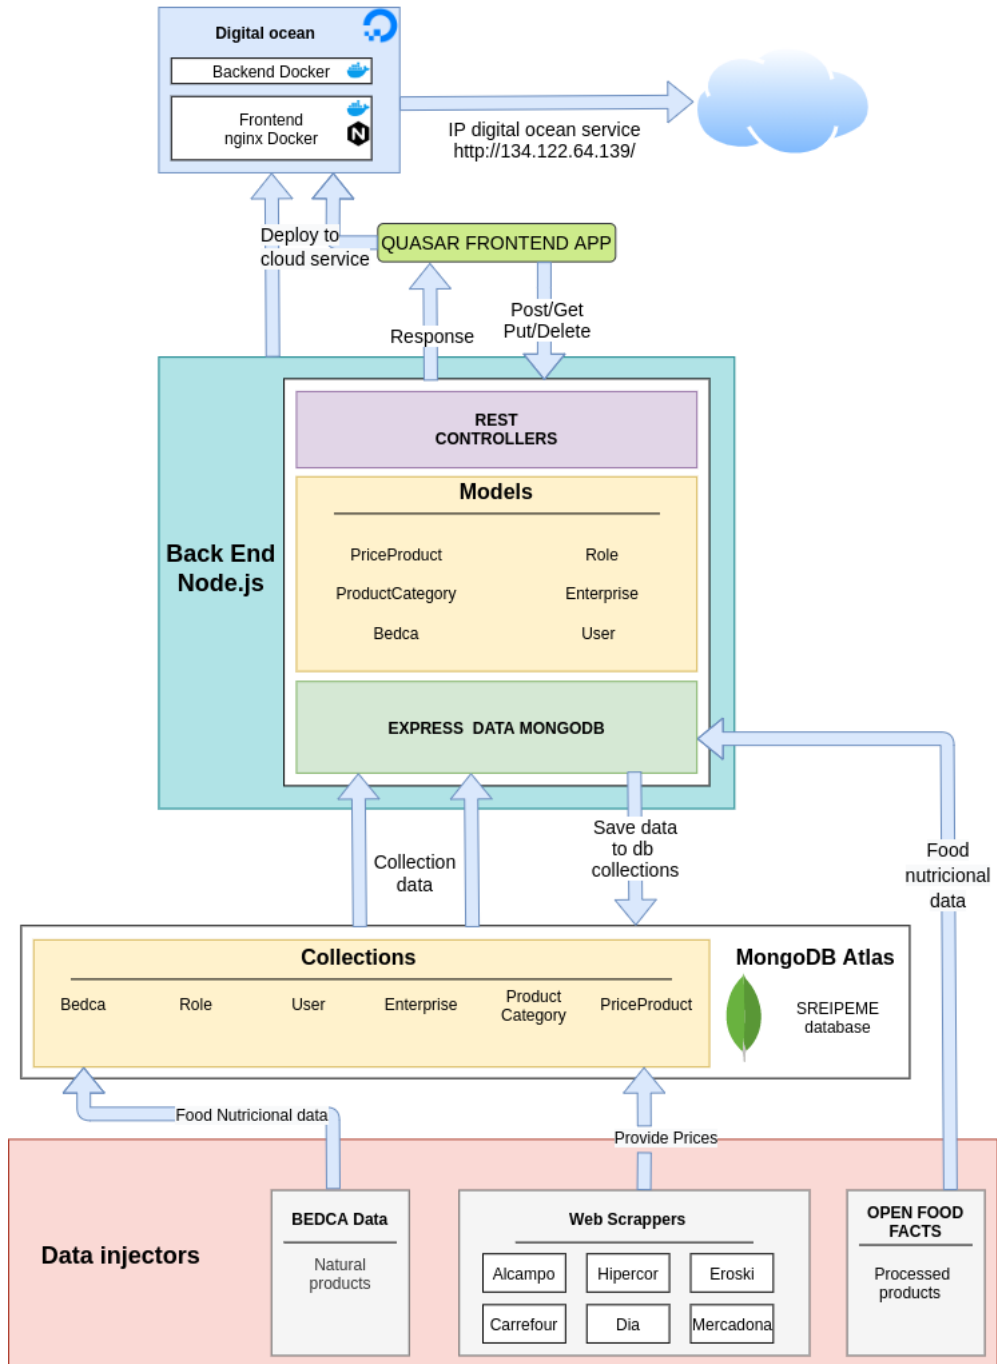 Digital ocean
Backend Docker
Frontend
nginx Docker
N
IP digital ocean service
http://134.122.64.139/
Deploy to
cloud service
QUASAR FRONTEND APP
Response
Post/Get
Put/Delete
REST
CONTROLLERS
Models
PriceProduct
Role
ProductCategory
Enterprise
Bedca
User
Back End
Node.js
EXPRESS DATA MONGODB
Collection
data
Save data
to db
collections
Food
nutricional
data
Collections
Bedca
Role
User
Enterprise
Product
Category
PriceProduct
MongoDB Atlas
SREIPEME
database
Food Nutricional data
Provide Prices
Data injectors
BEDCA Data
Natural
products
Web Scrappers
Alcampo
Hipercor
Eroski
Carrefour
Dia
Mercadona
OPEN FOOD
FACTS
Processed
products